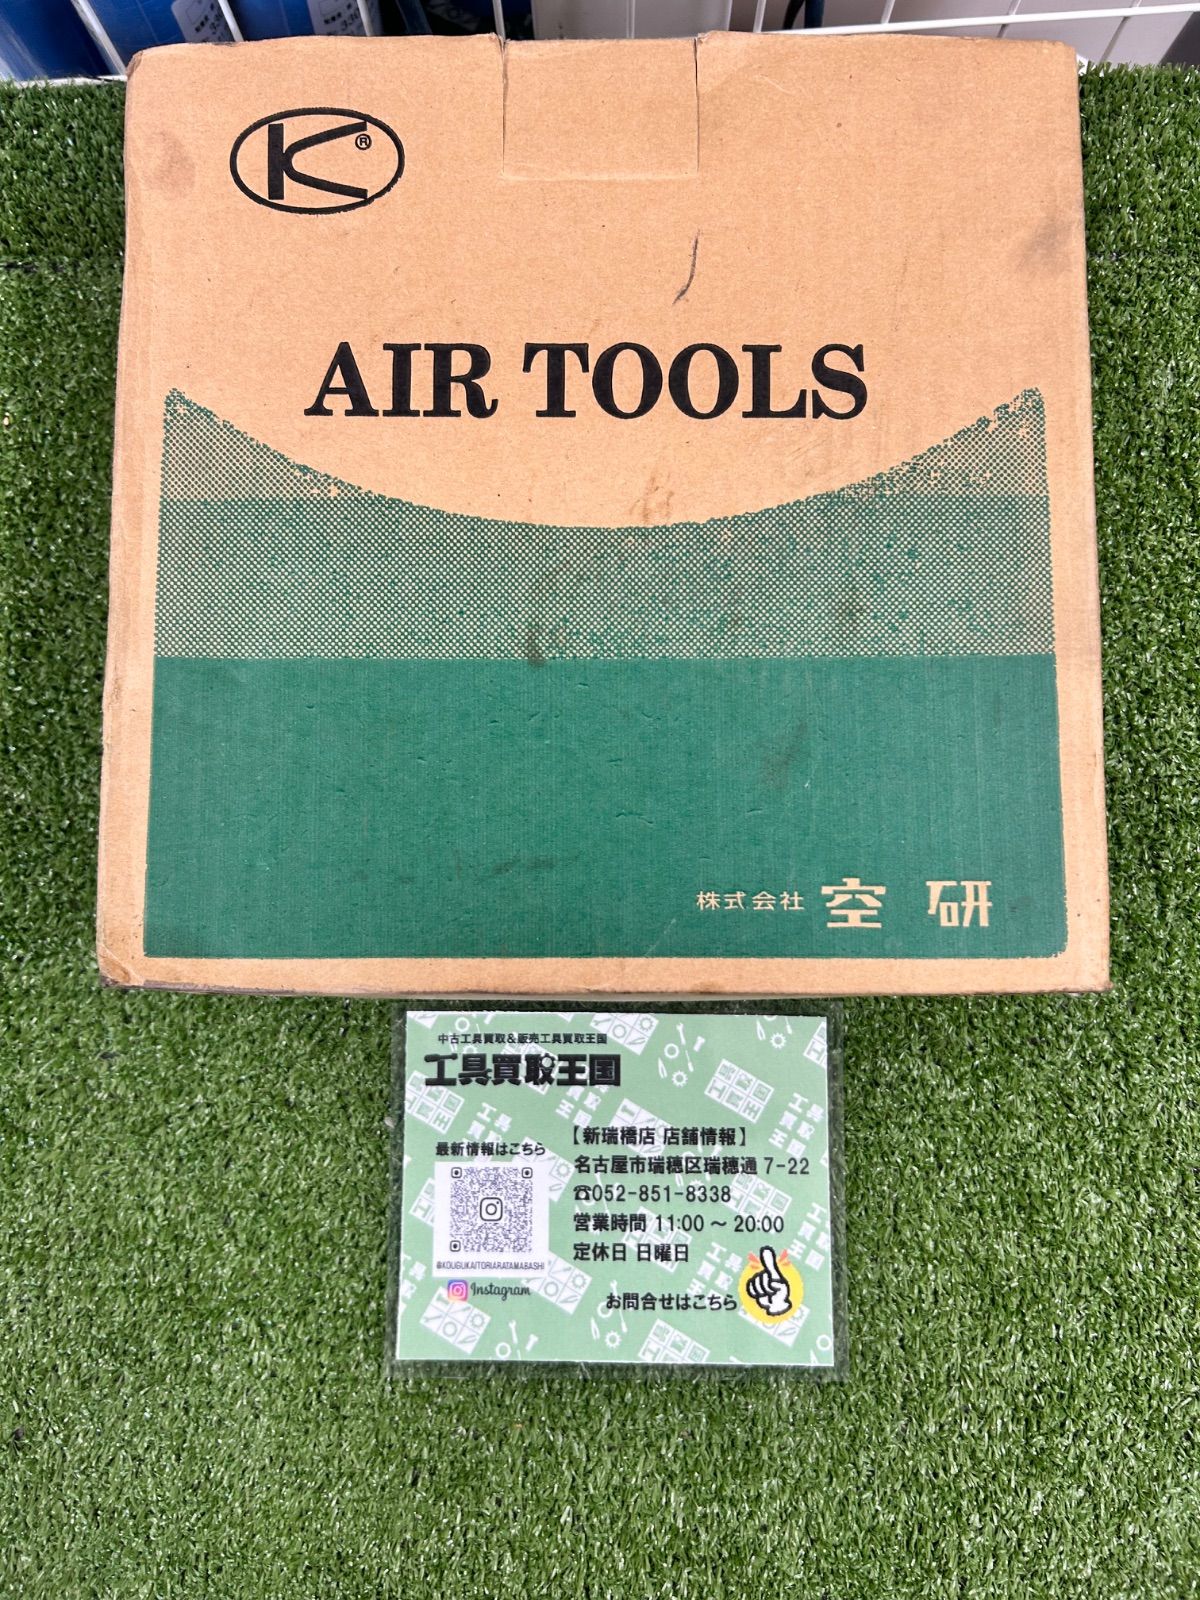 K®
AIR TOOLS
株式会社 空研
中古工具買取&販売工具買取王国
工具買取王国
最新情報はこちら
@KOUGUKAITORIARATAMABASHI
Instagram
【新瑞橋店 店舗情報】
名古屋市瑞穂区瑞穂通 7-22
☎052-851-8338
営業時間 11:00 ～ 20:00
定休日 日曜日
お問合せはこちら